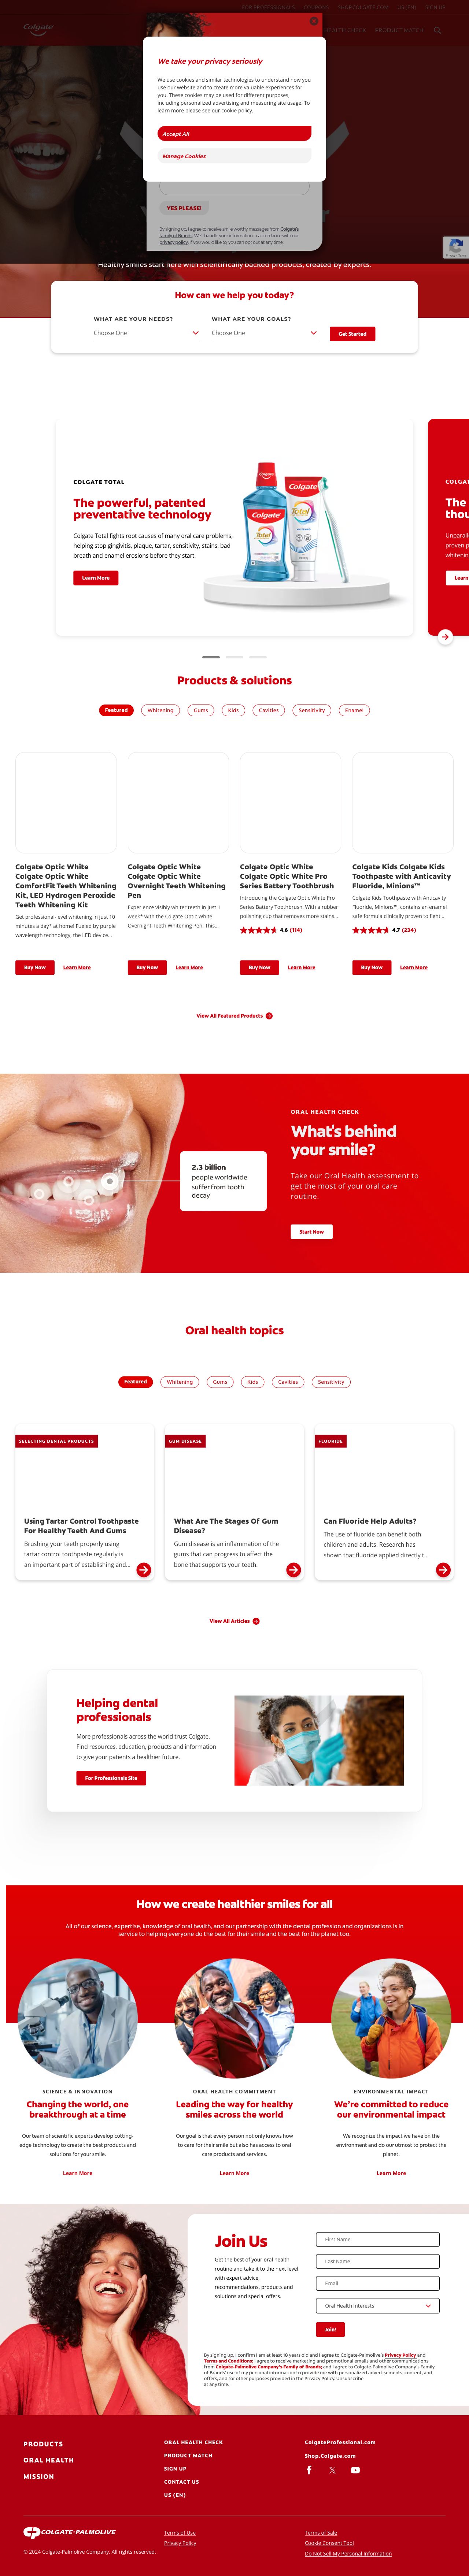 FOR PROFESSIONALS COUPONS SHOP.COLGATE.COM US (EN) SIGN UP
Colgate
HEALTH CHECK PRODUCT MATCH
We take your privacy seriously
We use cookies and similar technologies to understand how you
use our website and to create more valuable experiences for
you. These cookies may be used for different purposes,
including personalized advertising and measuring site usage. To
learn more please see our cookie policy.
Accept All
Manage Cookies
YES PLEASE!
By signing up, I agree to receive smile worthy messages from Colgate's
family of Brands. We'll handle your information in accordance with our
privacy policy. If you would like to, you can opt out at any time.
Privacy - Terms
Healthy smiles start here with scientifically backed products, created by experts.
How can we help you today?
WHAT ARE YOUR NEEDS?
Choose One
WHAT ARE YOUR GOALS?
Choose One
Get Started
COLGATE TOTAL
The powerful, patented
preventative technology
Colgate Total fights root causes of many oral care problems,
helping stop gingivitis, plaque, tartar, sensitivity, stains, bad
breath and enamel erosions before they start.
Learn More
Colgate
Total
Colgate
Total
COLGAT
The
thou
Unparall
proven p
whitenin
Learn
Products & solutions
Featured Whitening Gums Kids Cavities Sensitivity Enamel
Colgate Optic White
Colgate Optic White
ComfortFit Teeth Whitening
Kit, LED Hydrogen Peroxide
Teeth Whitening Kit
Get professional-level whitening in just 10
minutes a day* at home! Fueled by purple
wavelength technology, the LED device...
Buy Now Learn More
Colgate Optic White
Colgate Optic White
Overnight Teeth Whitening
Pen
Experience visibly whiter teeth in just 1
week* with the Colgate Optic White
Overnight Teeth Whitening Pen. This...
Buy Now Learn More
Colgate Optic White
Colgate Optic White Pro
Series Battery Toothbrush
Introducing the Colgate Optic White Pro
Series Battery Toothbrush. With a rubber
polishing cup that removes more stains...
4.6 (114)
Buy Now Learn More
Colgate Kids Colgate Kids
Toothpaste with Anticavity
Fluoride, Minions™
Colgate Kids Toothpaste with Anticavity
Fluoride, Minions™, contains an enamel
safe formula clinically proven to fight...
4.7 (234)
Buy Now Learn More
View All Featured Products
2.3 billion
people worldwide
suffer from tooth
decay
ORAL HEALTH CHECK
What's behind
your smile?
Take our Oral Health assessment to
get the most of your oral care
routine.
Start Now
Oral health topics
Featured Whitening Gums Kids Cavities Sensitivity
SELECTING DENTAL PRODUCTS
Using Tartar Control Toothpaste
For Healthy Teeth And Gums
Brushing your teeth properly using
tartar control toothpaste regularly is
an important part of establishing and...
GUM DISEASE
What Are The Stages Of Gum
Disease?
Gum disease is an inflammation of the
gums that can progress to affect the
bone that supports your teeth.
FLUORIDE
Can Fluoride Help Adults?
The use of fluoride can benefit both
children and adults. Research has
shown that fluoride applied directly t...
View All Articles
Helping dental
professionals
More professionals across the world trust Colgate.
Find resources, education, products and information
to give your patients a healthier future.
For Professionals Site
How we create healthier smiles for all
All of our science, expertise, knowledge of oral health, and our partnership with the dental profession and organizations is in
service to helping everyone do the best for their smile and the best for the planet too.
SCIENCE & INNOVATION
Changing the world, one
breakthrough at a time
Our team of scientific experts develop cutting-
edge technology to create the best products and
solutions for your smile.
Learn More
ORAL HEALTH COMMITMENT
Leading the way for healthy
smiles across the world
Our goal is that every person not only knows how
to care for their smile but also has access to oral
care products and services.
Learn More
ENVIRONMENTAL IMPACT
We're committed to reduce
our environmental impact
We recognize the impact we have on the
environment and do our utmost to protect the
planet.
Learn More
Join Us
Get the best of your oral health
routine and take it to the next level
with expert advice,
recommendations, products and
solutions and special offers.
First Name
Last Name
Email
Oral Health Interests
Join!
By signing up, I confirm I am at least 18 years old and I agree to Colgate-Palmolive's Privacy Policy and
Terms and Conditions; I agree to receive marketing and promotional emails and other communications
from Colgate-Palmolive Company's Family of Brands; and I agree to Colgate-Palmolive Company's Family
of Brands' use of my personal information to provide me with personalized advertisements, content, and
offers, and for other purposes provided in the Privacy Policy. Unsubscribe
at any time.
PRODUCTS
ORAL HEALTH
MISSION
ORAL HEALTH CHECK
PRODUCT MATCH
SIGN UP
CONTACT US
US (EN)
ColgateProfessional.com
Shop.Colgate.com
COLGATE-PALMOLIVE
© 2024 Colgate-Palmolive Company. All rights reserved.
Terms of Use
Privacy Policy
Terms of Sale
Cookie Consent Tool
Do Not Sell My Personal Information